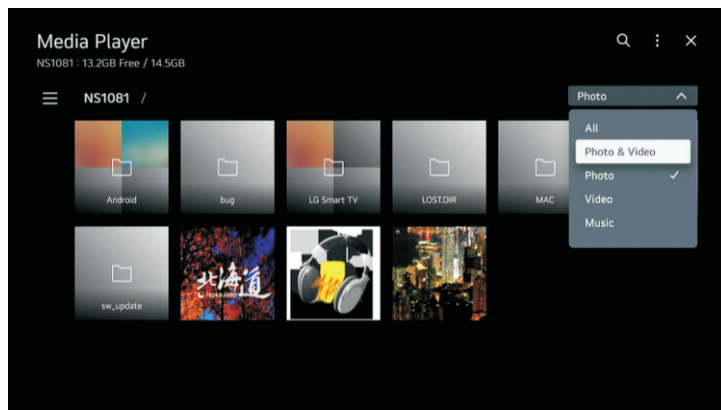 Media Player
NS1081 : 13.2GB Free / 14.5GB
NS1081 /
Photo
All
Photo & Video
Photo
Video
Music
Android
bug
LG Smart TV
LOST.DIR
MAC
sw_update
北海道
Hokkaido